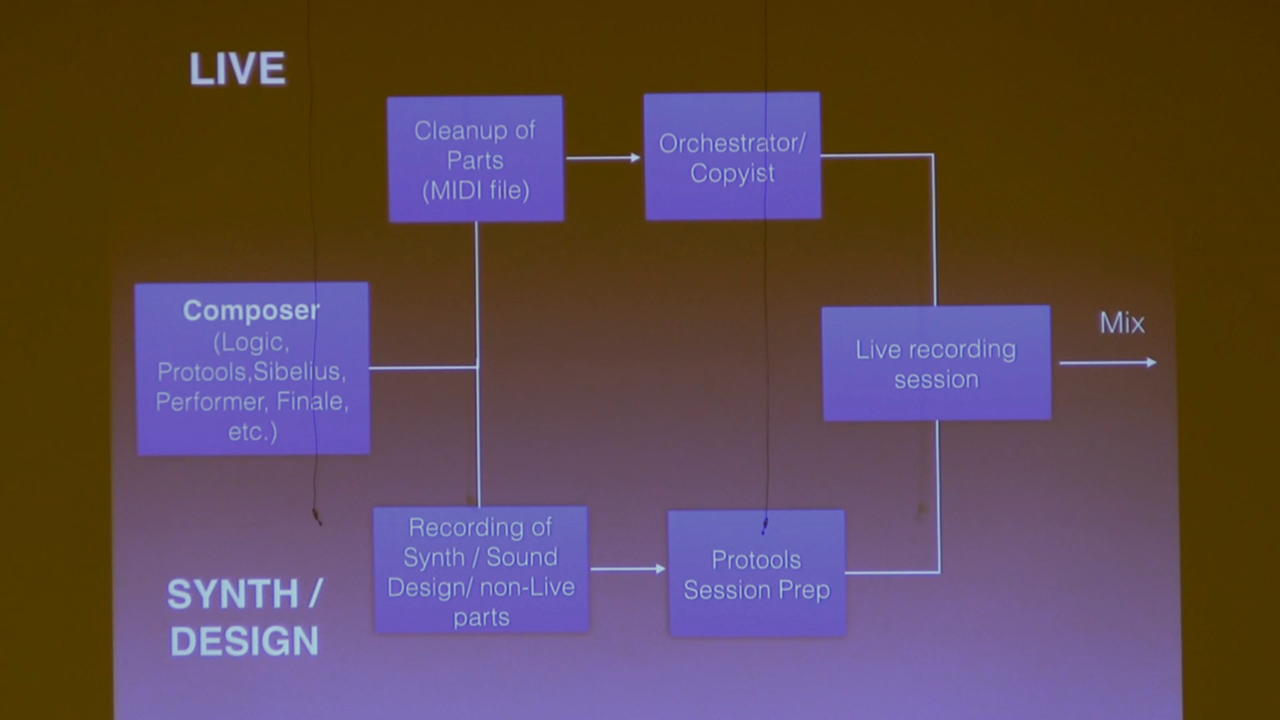 LIVE
Cleanup of
Parts
(MIDI file)
Orchestrator/
Copyist
Composer
(Logic,
Protools,Sibelius,
Performer, Finale,
etc.)
Live recording
session
Mix
SYNTH /
DESIGN
Recording of
Synth / Sound
Design/ non-Live
parts
Protools
Session Prep